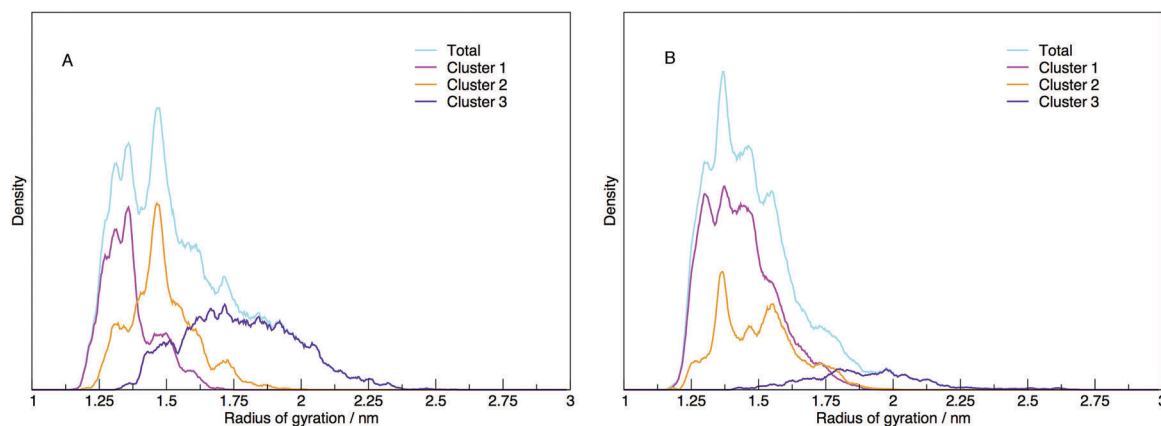 A
Total
Cluster 1
Cluster 2
Cluster 3
Density
1 1.25 1.5 1.75 2 2.25 2.5 2.75 3
Radius of gyration / nm
B
Total
Cluster 1
Cluster 2
Cluster 3
Density
1 1.25 1.5 1.75 2 2.25 2.5 2.75 3
Radius of gyration / nm